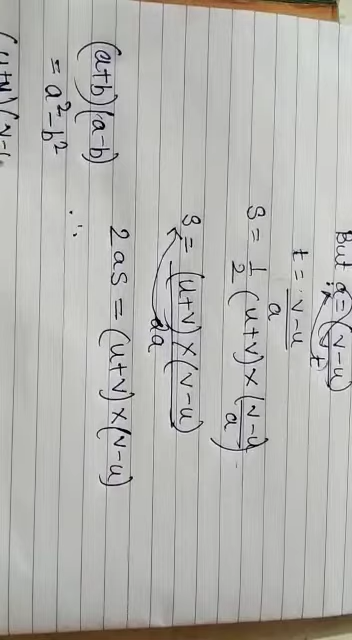 But a = (v-u)/t
t = v-u/a
S = 1/2 (u+v) × (v-u/a)
S = (u+v) × (v-u)/2a
∴ 2as = (u+v) × (v-u)
(a+b)(a-b)
= a²-b²
(u+v)(v-u